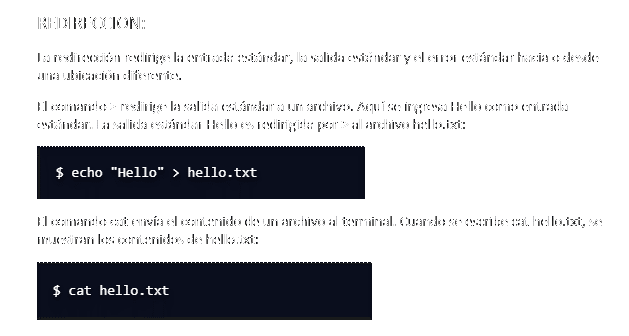 REDIRECCIÓN:
La redirección redirige la entrada estándar, la salida estándar y el error estándar hacia o desde
una ubicación diferente.
El comando > redirige la salida estándar a un archivo. Aquí se ingresa Hello como entrada
estándar. La salida estándar Hello es redirigida por > al archivo hello.txt:
$ echo "Hello" > hello.txt
El comando cat envía el contenido de un archivo al terminal. Cuando se escribe cat hello.txt, se
muestran los contenidos de hello.txt:
$ cat hello.txt